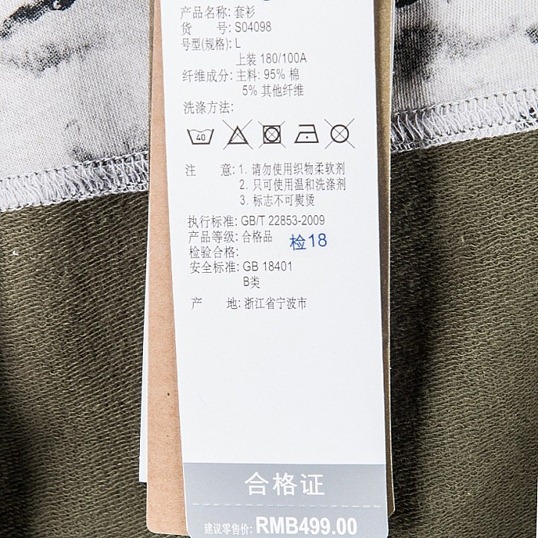 产品名称: 套衫
货 号: S04098
号型(规格): L
上装 180/100A
纤维成分: 主料: 95% 棉
5% 其他纤维
洗涤方法:
40
注 意: 1. 请勿使用织物柔软剂
2. 只可使用温和洗涤剂
3. 标志不可熨烫
执行标准: GB/T 22853-2009
产品等级: 合格品
检验合格: 检18
安全标准: GB 18401
B类
产 地: 浙江省宁波市
合格证
建议零售价: RMB499.00